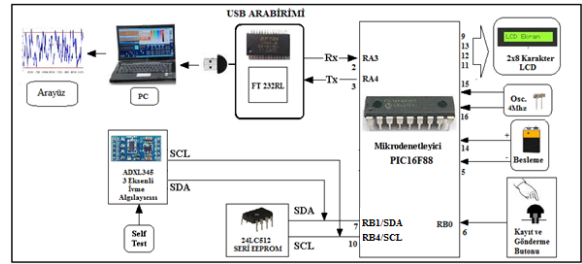 USB ARABİRİMİ
FT 232RL
Rx
RA3
2
Tx
RA4
3
Arayüz
PC
Mikrodenetleyici
PIC16F88
9
13
12
11
LCD Ekran
2x8 Karakter
LCD
15
16
Osc.
4Mhz
14
+
-
5
Besleme
SCL
SDA
ADXL345
3 Eksenli
İvme
Algılayıcısı
Self
Test
24LC512
SERİ EEPROM
SDA
7
RB1/SDA
SCL
10
RB4/SCL
RB0
6
Kayıt ve
Gönderme
Butonu